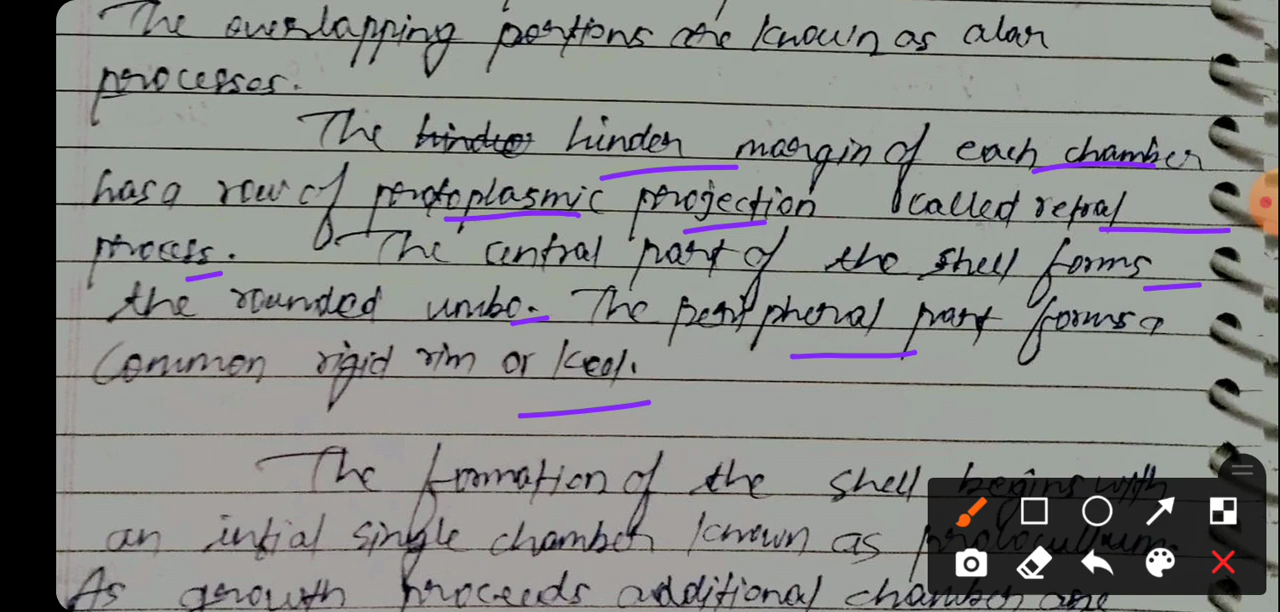 The overlapping portions are known as alar
processes.
The hinder hinder margin of each chamber
has a row of protoplasmic projection called retral
process. The central part of the shell forms
the rounded umbo. The peripheral part forms a
Common rigid rim or keel.
The formation of the shell begins with
an initial single chamber known as proloculum.
As growth proceeds additional chamber are